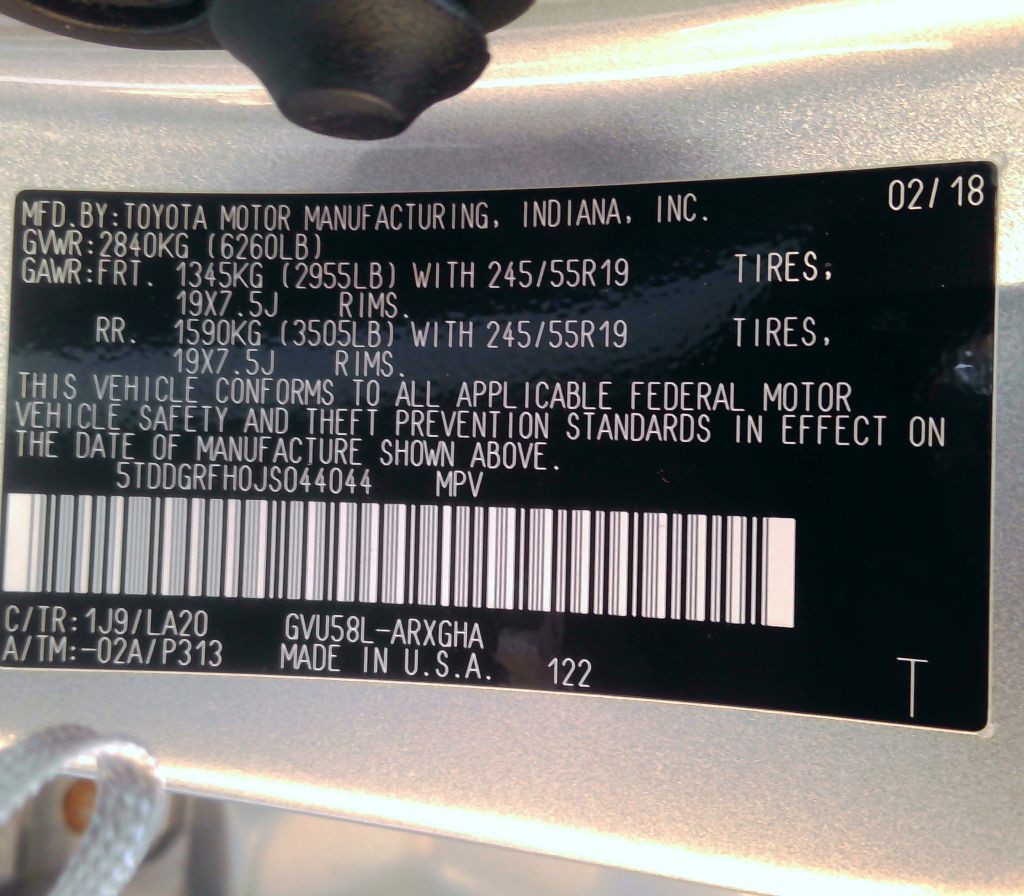 02/18
MFD.BY:TOYOTA MOTOR MANUFACTURING, INDIANA, INC.
GVWR:2840KG (6260LB)
GAWR:FRT. 1345KG (2955LB) WITH 245/55R19 TIRES;
19X7.5J RIMS.
RR. 1590KG (3505LB) WITH 245/55R19 TIRES,
19X7.5J RIMS.
THIS VEHICLE CONFORMS TO ALL APPLICABLE FEDERAL MOTOR
VEHICLE SAFETY AND THEFT PREVENTION STANDARDS IN EFFECT ON
THE DATE OF MANUFACTURE SHOWN ABOVE.
5TDDGRFH0JS044044 MPV
C/TR:1J9/LA20 GVU58L-ARXGHA
A/TM:-02A/P313 MADE IN U.S.A. 122
T